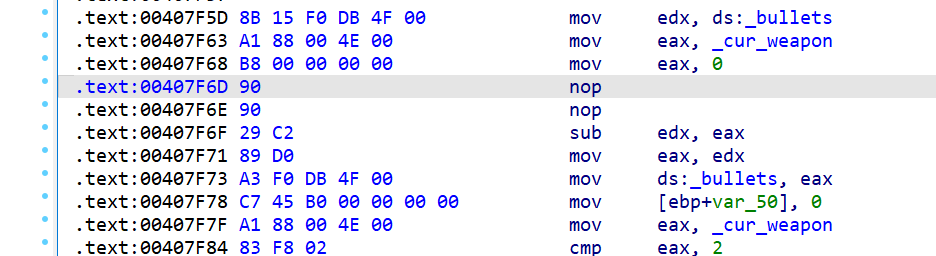 .text:00407F5D 8B 15 F0 DB 4F 00 mov edx, ds:_bullets
.text:00407F63 A1 88 00 4E 00 mov eax, _cur_weapon
.text:00407F68 B8 00 00 00 00 mov eax, 0
.text:00407F6D 90 nop
.text:00407F6E 90 nop
.text:00407F6F 29 C2 sub edx, eax
.text:00407F71 89 D0 mov eax, edx
.text:00407F73 A3 F0 DB 4F 00 mov ds:_bullets, eax
.text:00407F78 C7 45 B0 00 00 00 00 mov [ebp+var_50], 0
.text:00407F7F A1 88 00 4E 00 mov eax, _cur_weapon
.text:00407F84 83 F8 02 cmp eax, 2